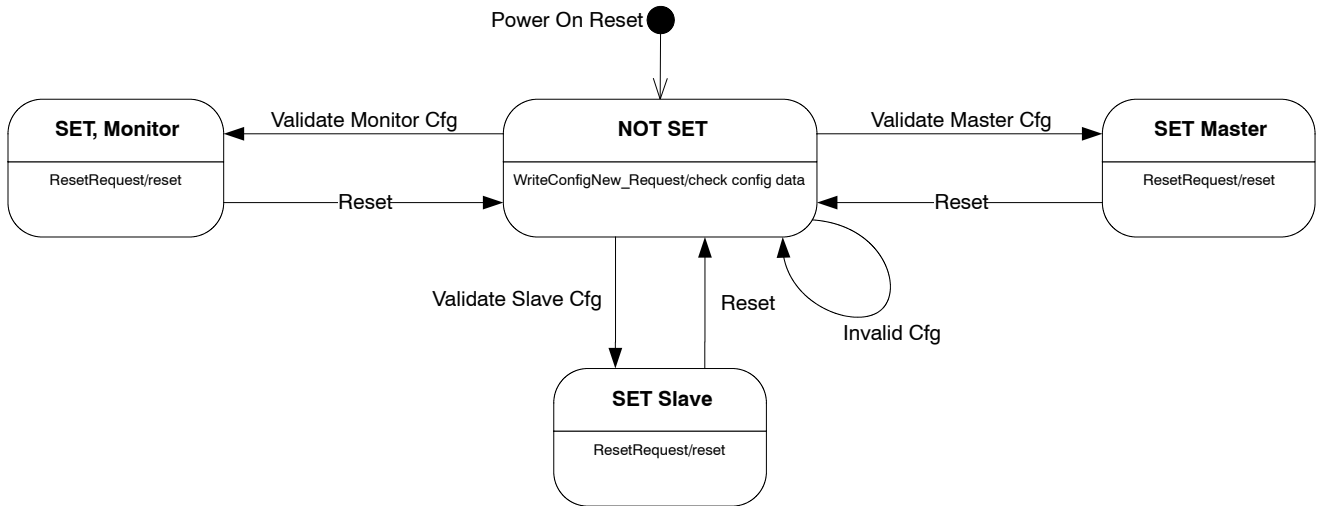 Power On Reset
SET, Monitor
ResetRequest/reset
Validate Monitor Cfg
Reset
NOT SET
WriteConfigNew_Request/check config data
Validate Master Cfg
Reset
SET Master
ResetRequest/reset
Validate Slave Cfg
Reset
Invalid Cfg
SET Slave
ResetRequest/reset